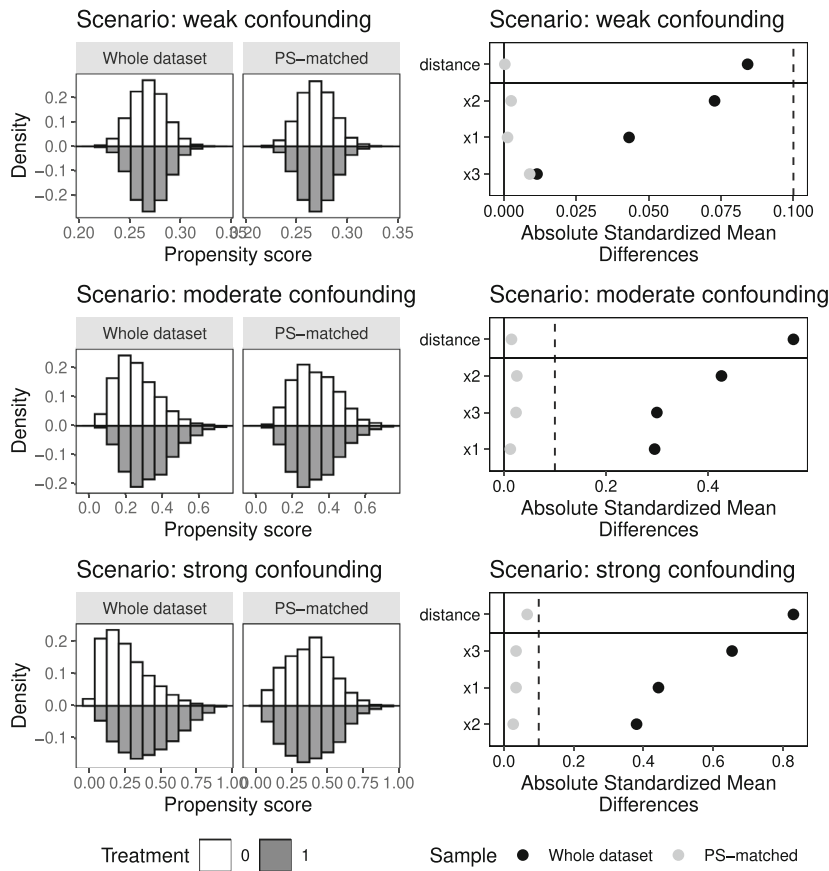 Scenario: weak confounding
Whole dataset
PS−matched
Density
0.2
0.1
0.0
−0.1
−0.2
0.20
0.25
0.30
0.35
0.20
0.25
0.30
0.35
Propensity score
Scenario: weak confounding
distance
x2
x1
x3
0.000
0.025
0.050
0.075
0.100
Absolute Standardized Mean
Differences
Scenario: moderate confounding
Whole dataset
PS−matched
Density
0.2
0.1
0.0
−0.1
−0.2
0.0
0.2
0.4
0.6
0.0
0.2
0.4
0.6
Propensity score
Scenario: moderate confounding
distance
x2
x3
x1
0.0
0.2
0.4
Absolute Standardized Mean
Differences
Scenario: strong confounding
Whole dataset
PS−matched
Density
0.2
0.1
0.0
−0.1
0.00
0.25
0.50
0.75
1.00
0.00
0.25
0.50
0.75
1.00
Propensity score
Scenario: strong confounding
distance
x3
x1
x2
0.0
0.2
0.4
0.6
0.8
Absolute Standardized Mean
Differences
Treatment 0 1
Sample Whole dataset PS−matched